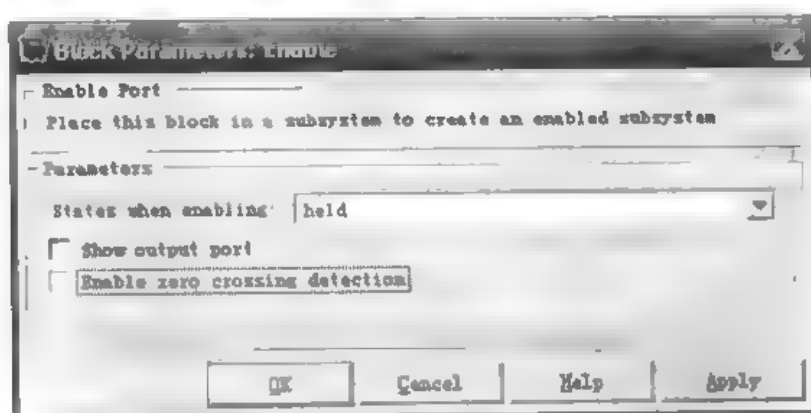 Block Parameters: Enable
Enable Port
Place this block in a subsystem to create an enabled subsystem
Parameters
States when enabling: held
Show output port
Enable zero crossing detection
OK Cancel Help Apply